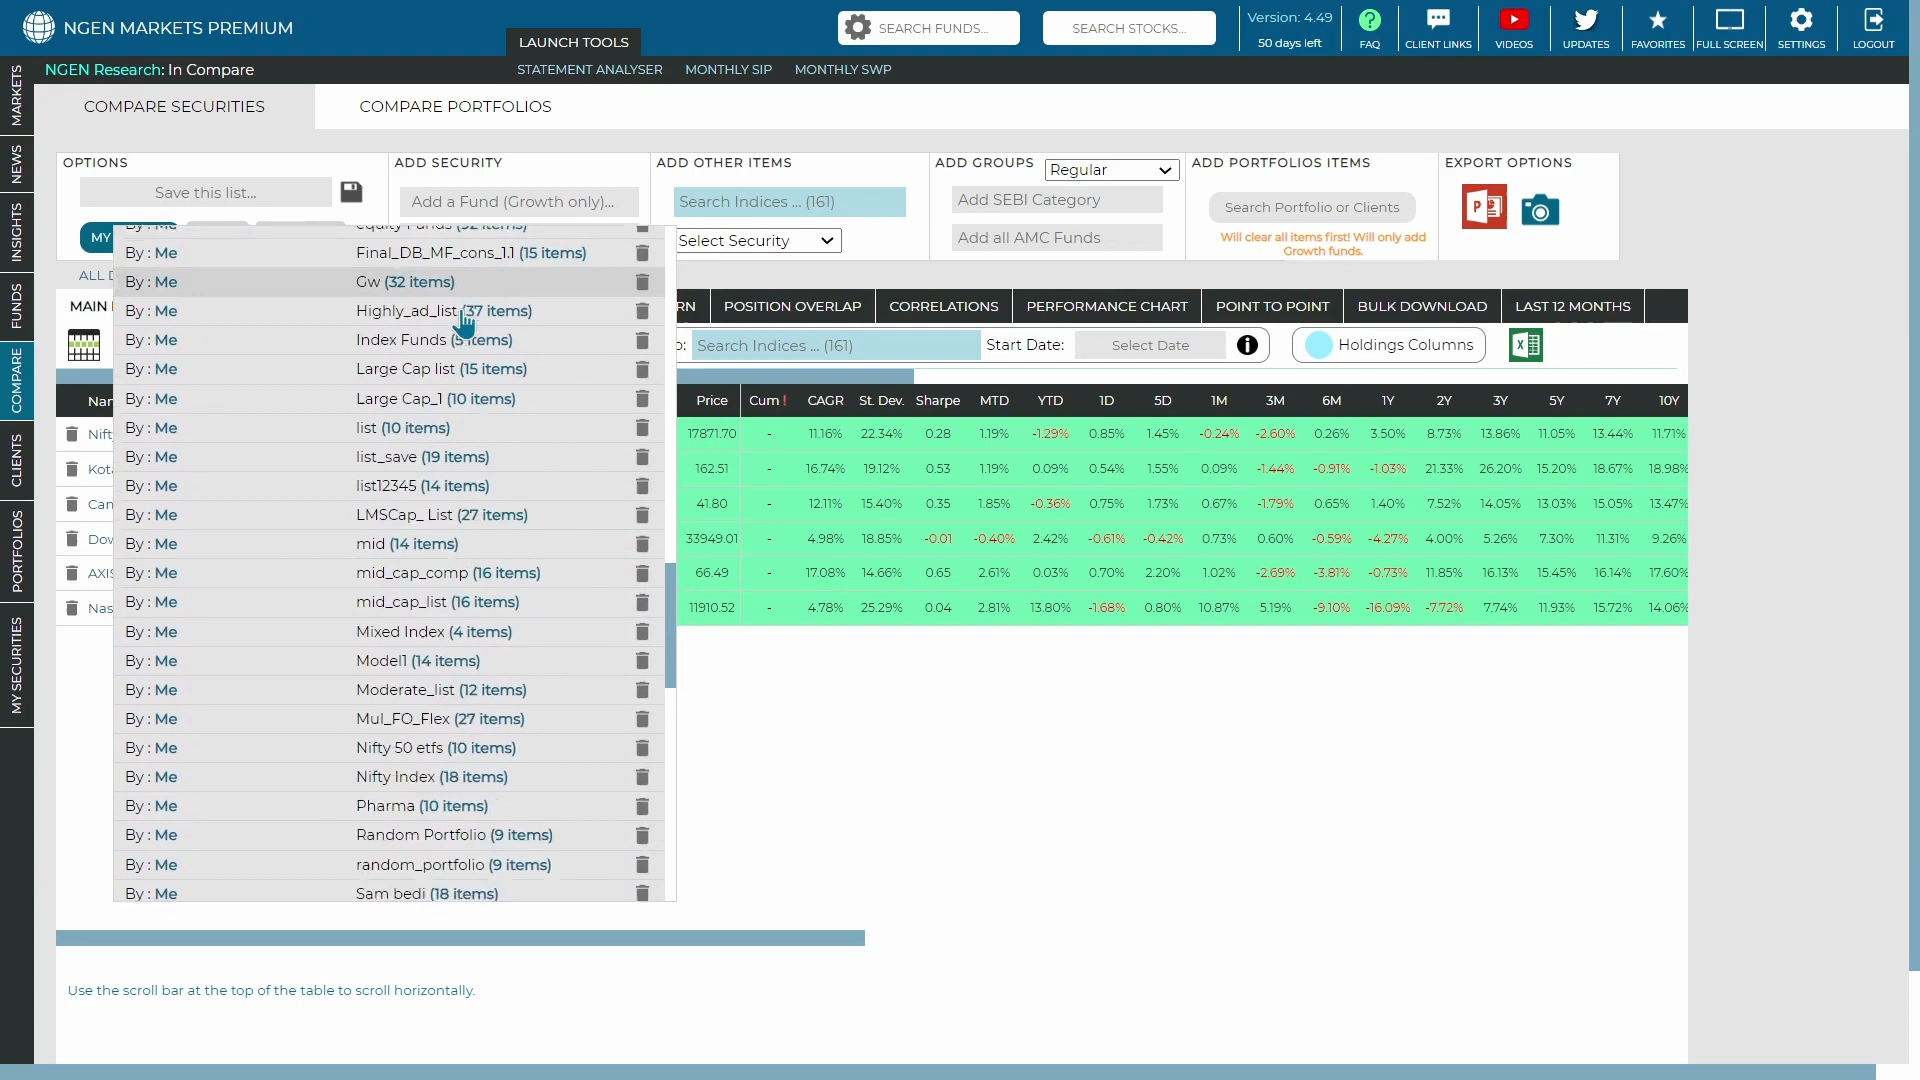 NGEN MARKETS PREMIUM
LAUNCH TOOLS
SEARCH FUNDS...
SEARCH STOCKS...
Version: 4.49
50 days left
FAQ
CLIENT LINKS
VIDEOS
UPDATES
FAVORITES
FULL SCREEN
SETTINGS
LOGOUT
NGEN Research: In Compare
STATEMENT ANALYSER
MONTHLY SIP
MONTHLY SWP
MARKETS
NEWS
INSIGHTS
FUNDS
COMPARE
CLIENTS
PORTFOLIOS
MY SECURITIES
COMPARE SECURITIES
COMPARE PORTFOLIOS
OPTIONS
Save this list...
MY
ADD SECURITY
Add a Fund (Growth only)...
ADD OTHER ITEMS
Search Indices ... (161)
Select Security
ADD GROUPS
Regular
Add SEBI Category
Add all AMC Funds
ADD PORTFOLIOS ITEMS
Search Portfolio or Clients
Will clear all items first! Will only add
Growth funds.
EXPORT OPTIONS
ALL
MAIN
POSITION OVERLAP
CORRELATIONS
PERFORMANCE CHART
POINT TO POINT
BULK DOWNLOAD
LAST 12 MONTHS
Search Indices ... (161)
Start Date:
Select Date
Holdings Columns
By : Me Final_DB_MF_cons_1.1 (15 items)
By : Me Gw (32 items)
By : Me Highly_ad_list (37 items)
By : Me Index Funds (5 items)
By : Me Large Cap list (15 items)
By : Me Large Cap_1 (10 items)
By : Me list (10 items)
By : Me list_save (19 items)
By : Me list12345 (14 items)
By : Me LMSCap_ List (27 items)
By : Me mid (14 items)
By : Me mid_cap_comp (16 items)
By : Me mid_cap_list (16 items)
By : Me Mixed Index (4 items)
By : Me Model1 (14 items)
By : Me Moderate_list (12 items)
By : Me Mul_FO_Flex (27 items)
By : Me Nifty 50 etfs (10 items)
By : Me Nifty Index (18 items)
By : Me Pharma (10 items)
By : Me Random Portfolio (9 items)
By : Me random_portfolio (9 items)
By : Me Sam bedi (18 items)
Price Cum ! CAGR St. Dev. Sharpe MTD YTD 1D 5D 1M 3M 6M 1Y 2Y 3Y 5Y 7Y 10Y
17871.70 - 11.16% 22.34% 0.28 1.19% -1.29% 0.85% 1.45% -0.24% -2.60% 0.26% 3.50% 8.73% 13.86% 11.05% 13.44% 11.71%
162.51 - 16.74% 19.12% 0.53 1.19% 0.09% 0.54% 1.55% 0.09% -1.44% -0.91% -1.03% 21.33% 26.20% 15.20% 18.67% 18.98%
41.80 - 12.11% 15.40% 0.35 1.85% -0.36% 0.75% 1.73% 0.67% -1.79% 0.65% 1.40% 7.52% 14.05% 13.03% 15.05% 13.47%
33949.01 - 4.98% 18.85% -0.01 -0.40% 2.42% -0.61% -0.42% 0.73% 0.60% -0.59% -4.27% 4.00% 5.26% 7.30% 11.31% 9.26%
66.49 - 17.08% 14.66% 0.65 2.61% 0.03% 0.70% 2.20% 1.02% -2.69% -3.81% -0.73% 11.85% 16.13% 15.45% 16.14% 17.60%
11910.52 - 4.78% 25.29% 0.04 2.81% 13.80% -1.68% 0.80% 10.87% 5.19% -9.10% -16.09% -7.72% 7.74% 11.93% 15.72% 14.06%
Use the scroll bar at the top of the table to scroll horizontally.